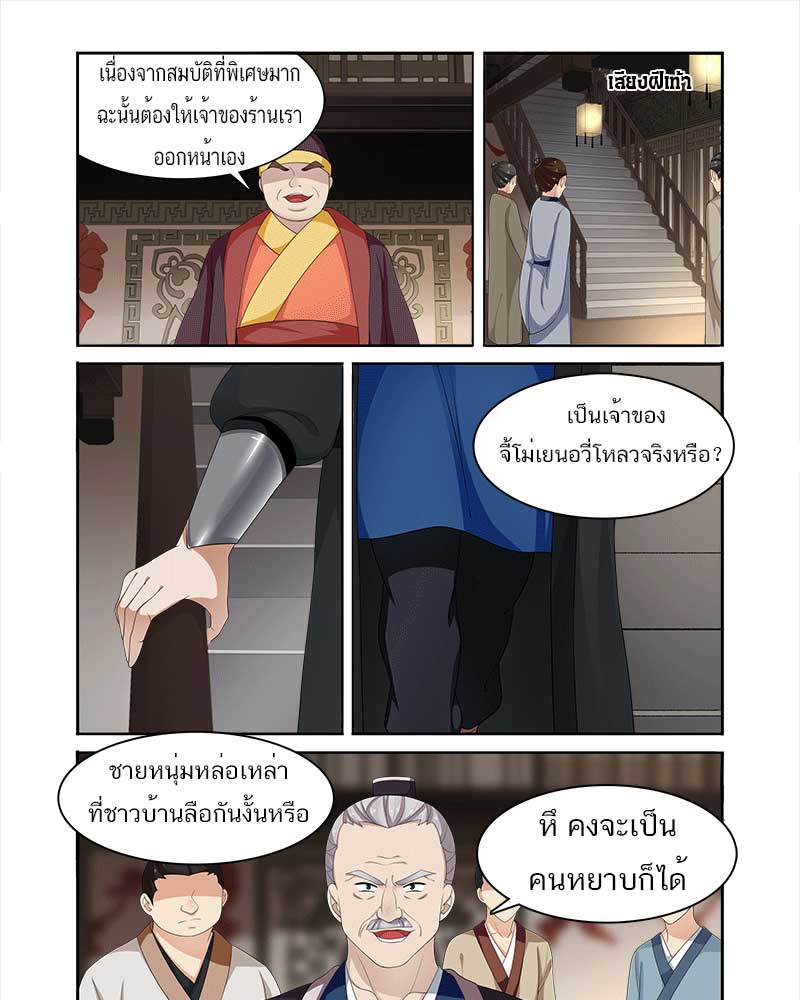 เนื่องจากสมบัติที่พิเศษมาก
ฉะนั้นต้องให้เจ้าของร้านเรา
ออกหน้าเอง
เสียงฝีเท้า
เป็นเจ้าของ
จี้โม่เยนอวี่โหลวจริงหรือ?
ชายหนุ่มหล่อเหล่า
ที่ชาวบ้านลือกันงั้นหรือ
หึ คงจะเป็น
คนหยาบก็ได้